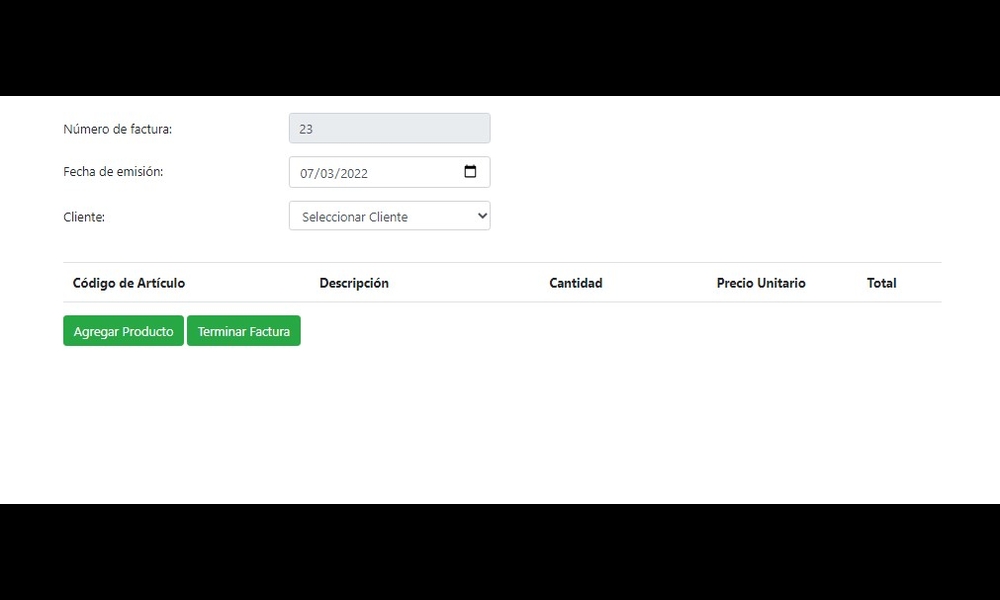 Número de factura: 23
Fecha de emisión: 07/03/2022
Cliente: Seleccionar Cliente
Código de Artículo Descripción Cantidad Precio Unitario Total
Agregar Producto Terminar Factura